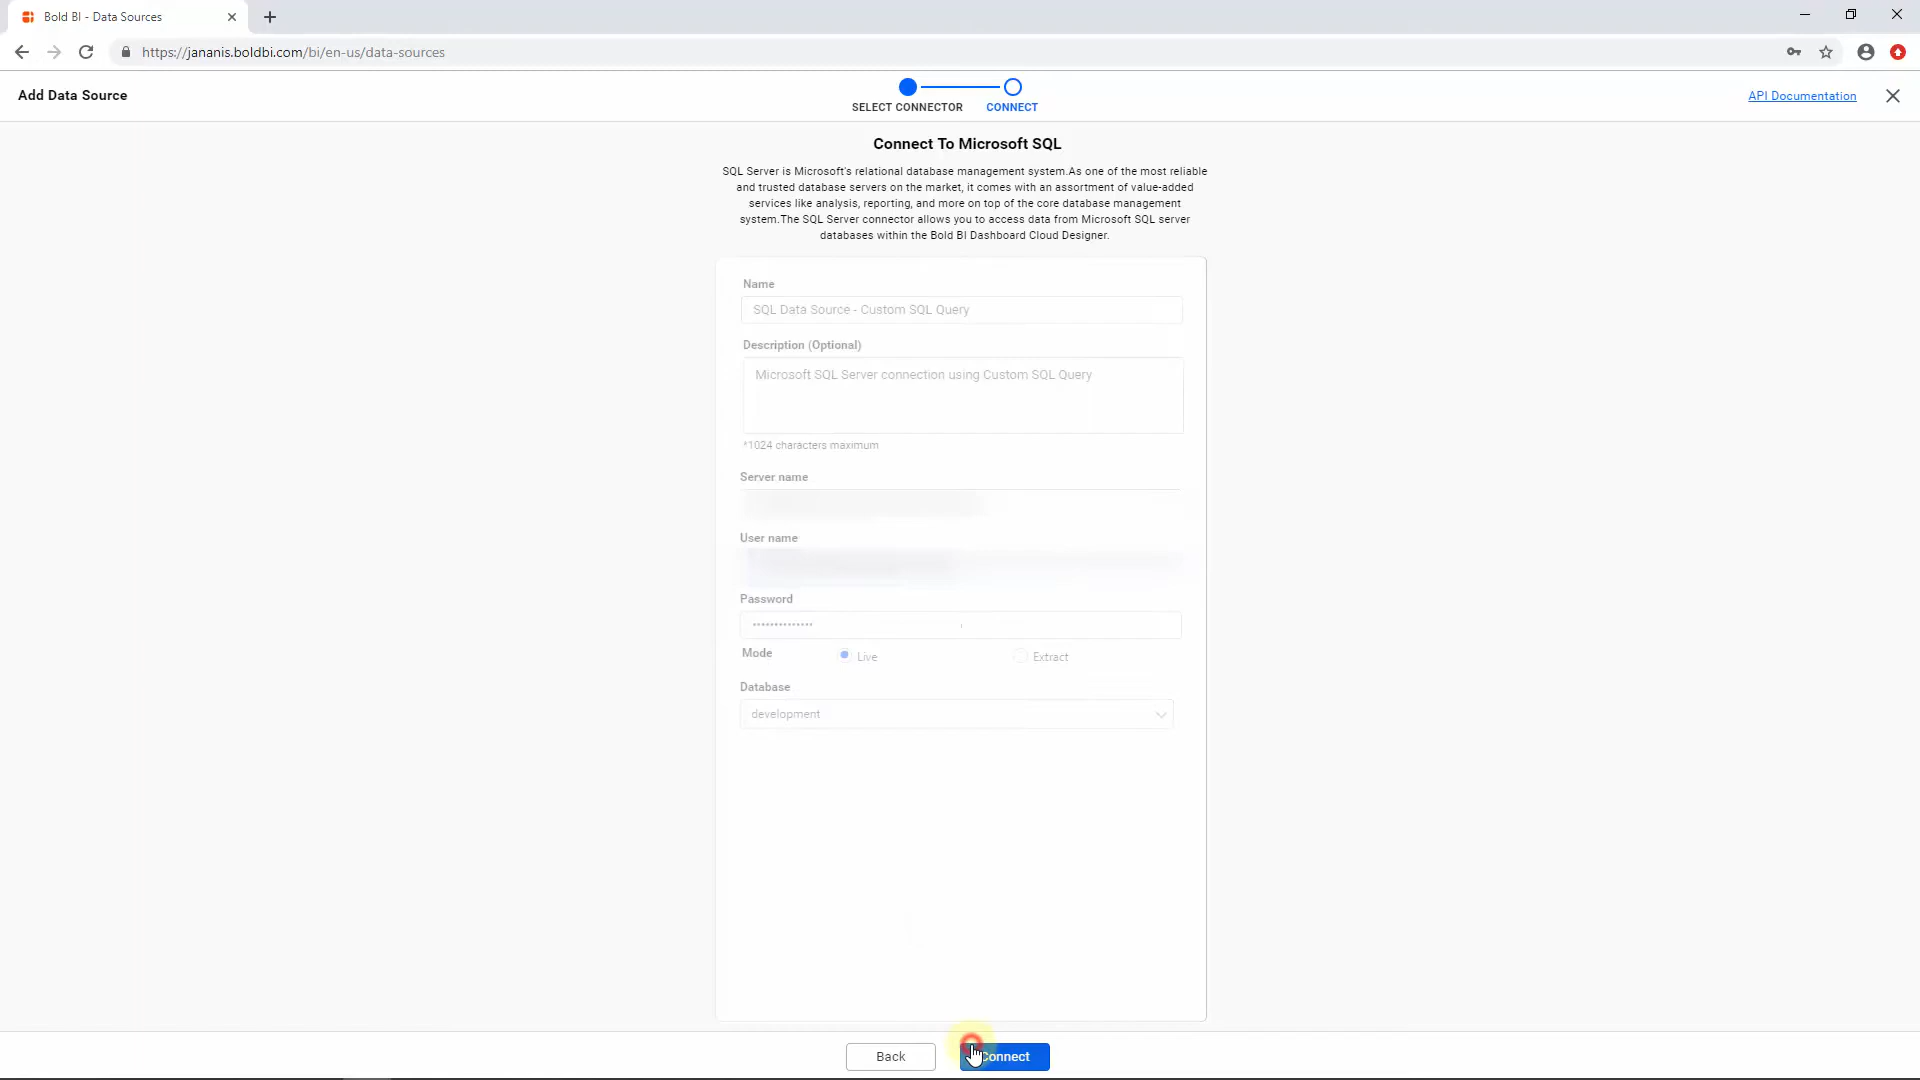 Bold BI - Data Sources
https://jananis.boldbi.com/bi/en-us/data-sources
Add Data Source
SELECT CONNECTOR
CONNECT
API Documentation
Connect To Microsoft SQL
SQL Server is Microsoft's relational database management system.As one of the most reliable
and trusted database servers on the market, it comes with an assortment of value-added
services like analysis, reporting, and more on top of the core database management
system.The SQL Server connector allows you to access data from Microsoft SQL server
databases within the Bold BI Dashboard Cloud Designer.
Name
SQL Data Source - Custom SQL Query
Description (Optional)
Microsoft SQL Server connection using Custom SQL Query
*1024 characters maximum
Server name
User name
Password
••••••••••••••
Mode
Live
Extract
Database
development
Back
Connect